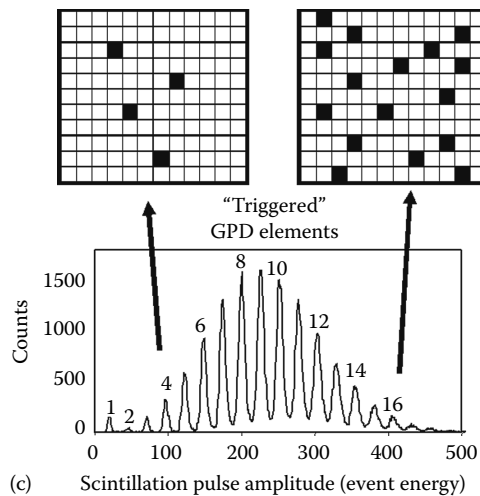 “Triggered”
GPD elements
Counts
1500
1000
500
0
1
2
4
6
8
10
12
14
16
0 100 200 300 400 500
(c) Scintillation pulse amplitude (event energy)